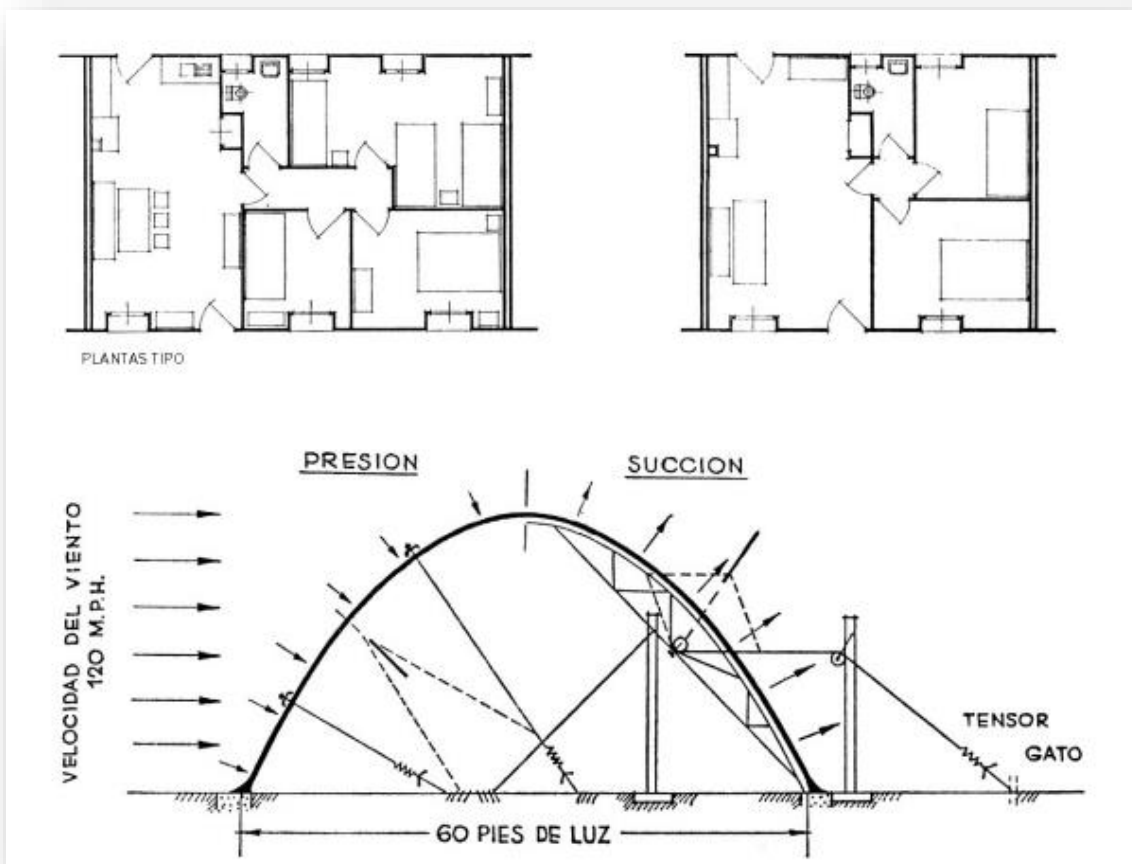 PLANTAS TIPO
PRESION
SUCCION
VELOCIDAD DEL VIENTO
120 M.P.H.
TENSOR
GATO
60 PIES DE LUZ